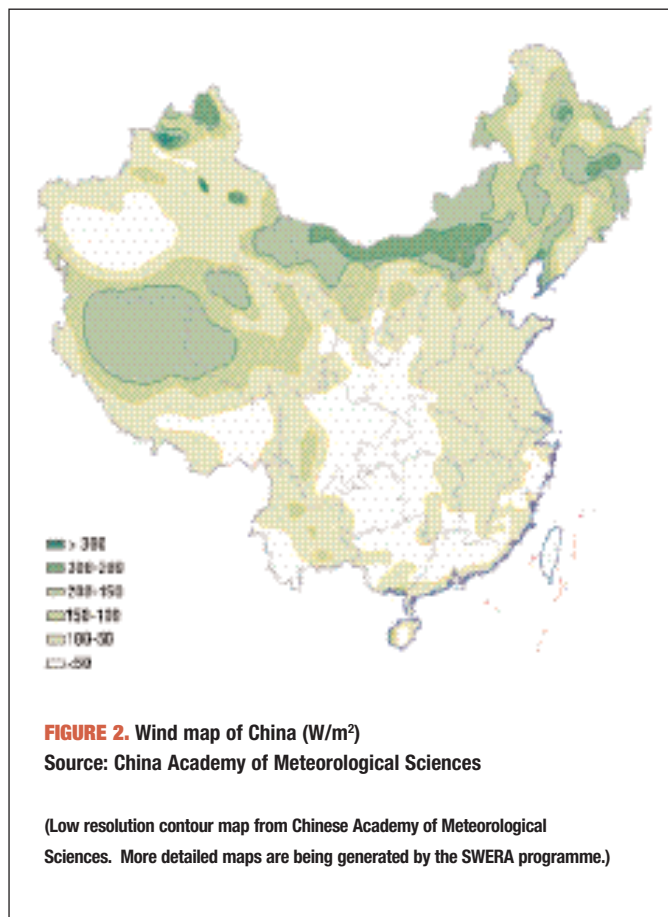 > 300
300-200
200-150
150-100
100-50
<50
FIGURE 2. Wind map of China (W/m²)
Source: China Academy of Meteorological Sciences
(Low resolution contour map from Chinese Academy of Meteorological
Sciences. More detailed maps are being generated by the SWERA programme.)